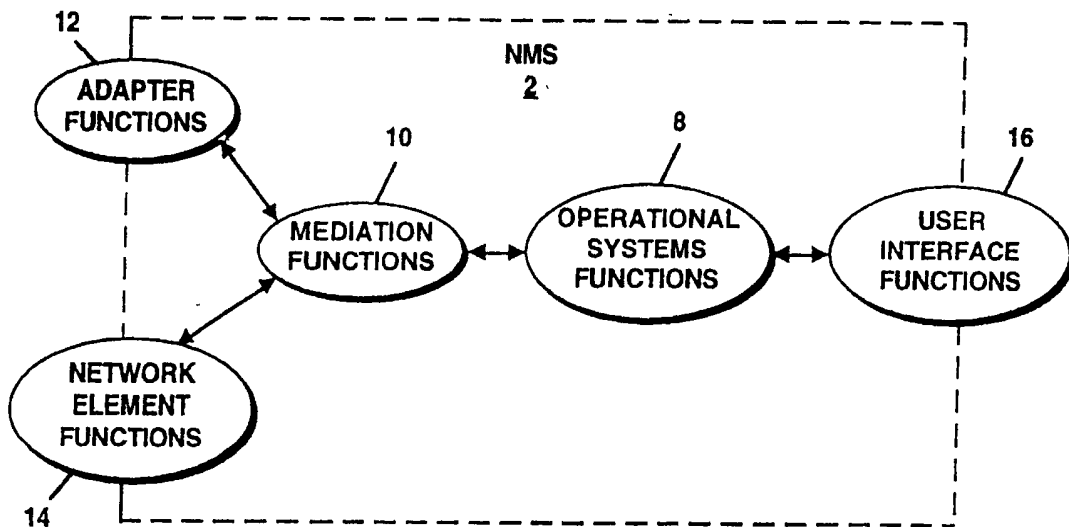 12
ADAPTER
FUNCTIONS
NMS
2
10
MEDIATION
FUNCTIONS
8
OPERATIONAL
SYSTEMS
FUNCTIONS
16
USER
INTERFACE
FUNCTIONS
NETWORK
ELEMENT
FUNCTIONS
14